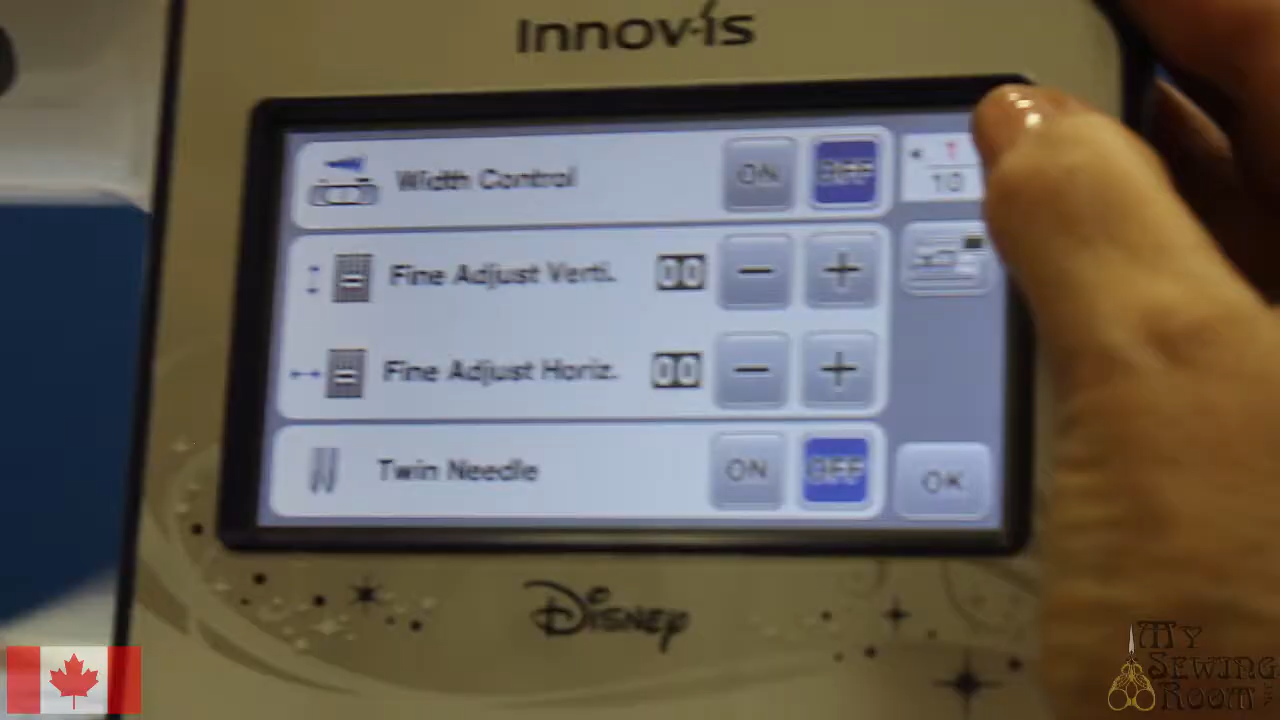 Innov-is
Width Control ON OFF
1
10
Fine Adjust Verti. 00 - +
Fine Adjust Horiz. 00 - +
Twin Needle ON OFF OK
Disney
My
Sewing
Room